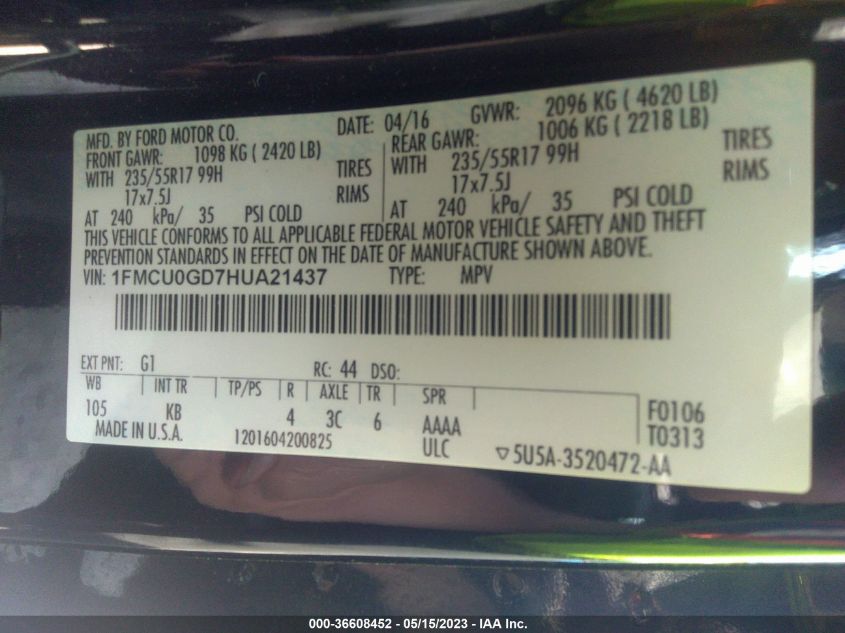 MFD. BY FORD MOTOR CO. DATE: 04/16 GVWR: 2096 KG ( 4620 LB)
FRONT GAWR: 1098 KG ( 2420 LB) REAR GAWR: 1006 KG ( 2218 LB)
WITH 235/55R17 99H TIRES WITH 235/55R17 99H TIRES
17x7.5J RIMS 17x7.5J RIMS
AT 240 kPa/ 35 PSI COLD AT 240 kPa/ 35 PSI COLD
THIS VEHICLE CONFORMS TO ALL APPLICABLE FEDERAL MOTOR VEHICLE SAFETY AND THEFT
PREVENTION STANDARDS IN EFFECT ON THE DATE OF MANUFACTURE SHOWN ABOVE.
VIN: 1FMCU0GD7HUA21437 TYPE: MPV
EXT PNT: G1 RC: 44 DSO:
WB INT TR TP/PS R AXLE TR SPR
105 KB 4 3C 6 AAAA F0106
MADE IN U.S.A. 1201604200825 ULC T0313
▽5U5A-3520472-AA
000-36608452 - 05/15/2023 - IAA Inc.